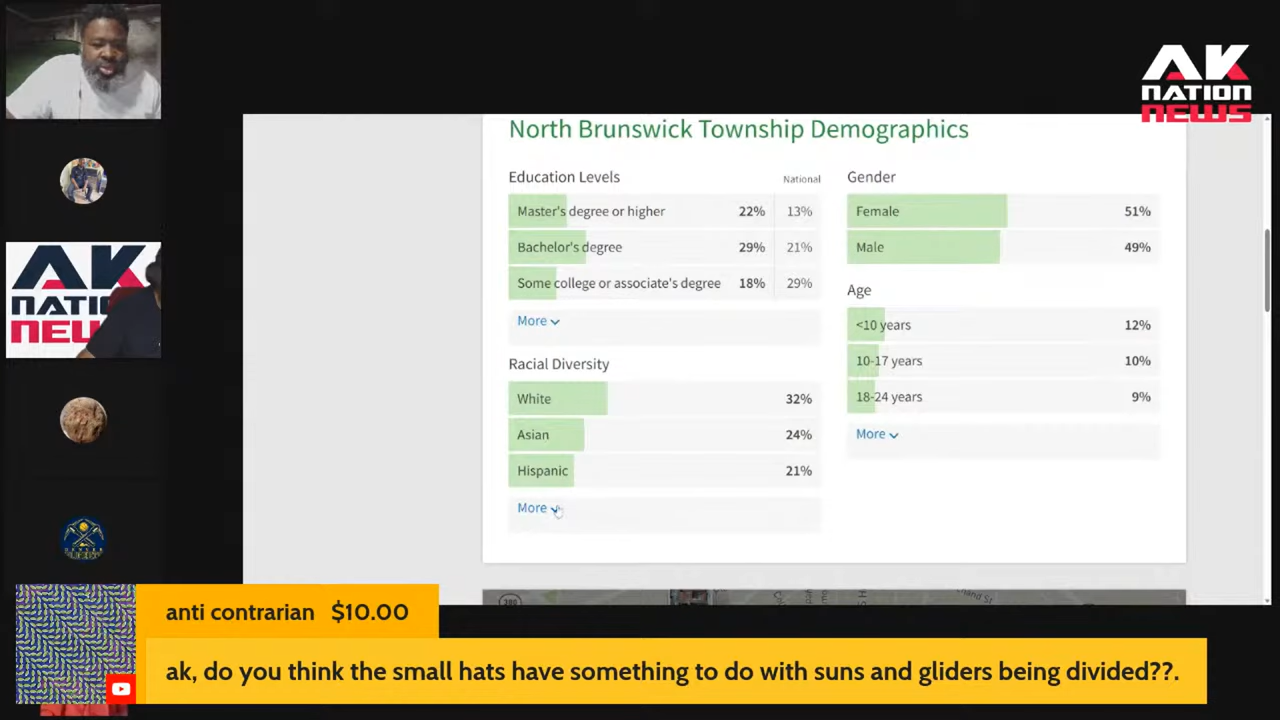 AK
NATION
NEWS
North Brunswick Township Demographics
Education Levels
National
Master's degree or higher 22% 13%
Bachelor's degree 29% 21%
Some college or associate's degree 18% 29%
More
Racial Diversity
White 32%
Asian 24%
Hispanic 21%
More
Gender
Female 51%
Male 49%
Age
<10 years 12%
10-17 years 10%
18-24 years 9%
More
AK
NATION
NEWS
DENVER
anti contrarian $10.00
ak, do you think the small hats have something to do with suns and gliders being divided??.